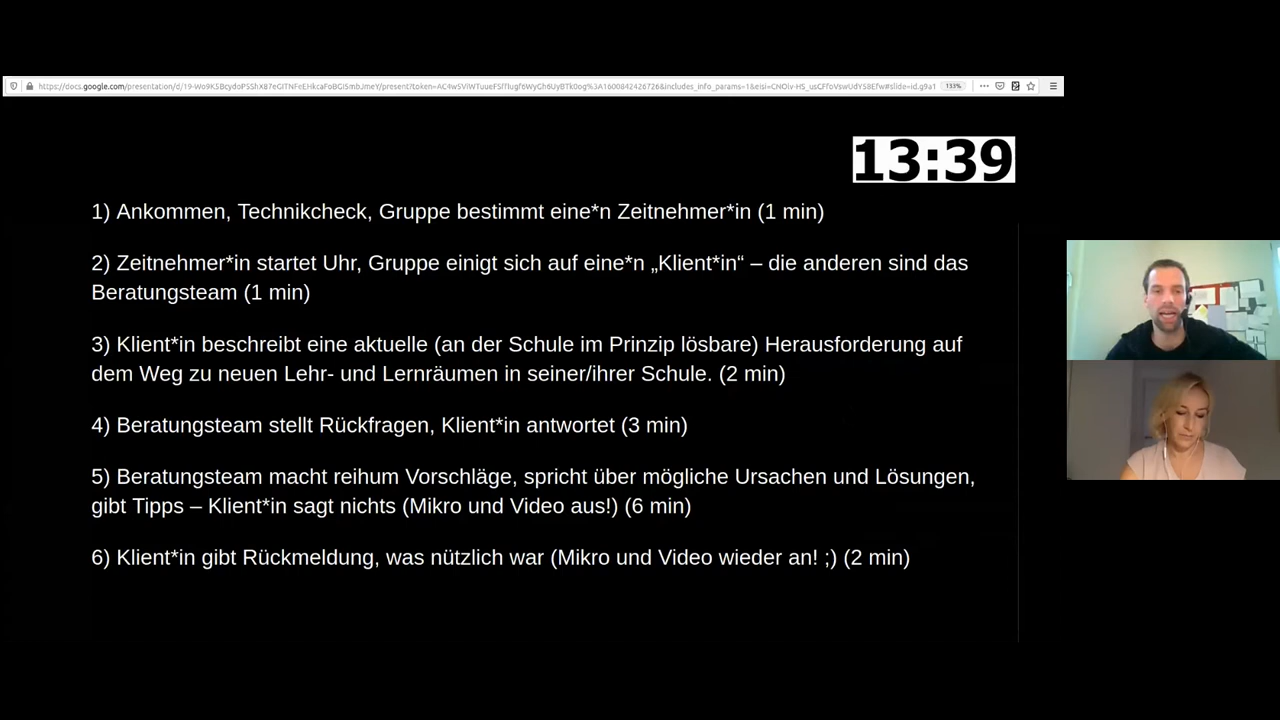 133%
13:39
1) Ankommen, Technikcheck, Gruppe bestimmt eine*n Zeitnehmer*in (1 min)
2) Zeitnehmer*in startet Uhr, Gruppe einigt sich auf eine*n „Klient*in“ – die anderen sind das
Beratungsteam (1 min)
3) Klient*in beschreibt eine aktuelle (an der Schule im Prinzip lösbare) Herausforderung auf
dem Weg zu neuen Lehr- und Lernräumen in seiner/ihrer Schule. (2 min)
4) Beratungsteam stellt Rückfragen, Klient*in antwortet (3 min)
5) Beratungsteam macht reihum Vorschläge, spricht über mögliche Ursachen und Lösungen,
gibt Tipps – Klient*in sagt nichts (Mikro und Video aus!) (6 min)
6) Klient*in gibt Rückmeldung, was nützlich war (Mikro und Video wieder an! ;) (2 min)